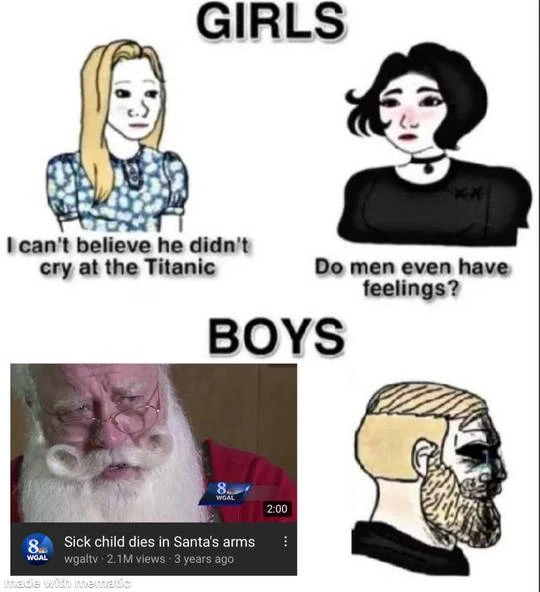 GIRLS
I can't believe he didn't
cry at the Titanic
Do men even have
feelings?
BOYS
8
WGAL
2:00
8
WGAL
Sick child dies in Santa's arms
wgaltv · 2.1M views · 3 years ago
made with mematic